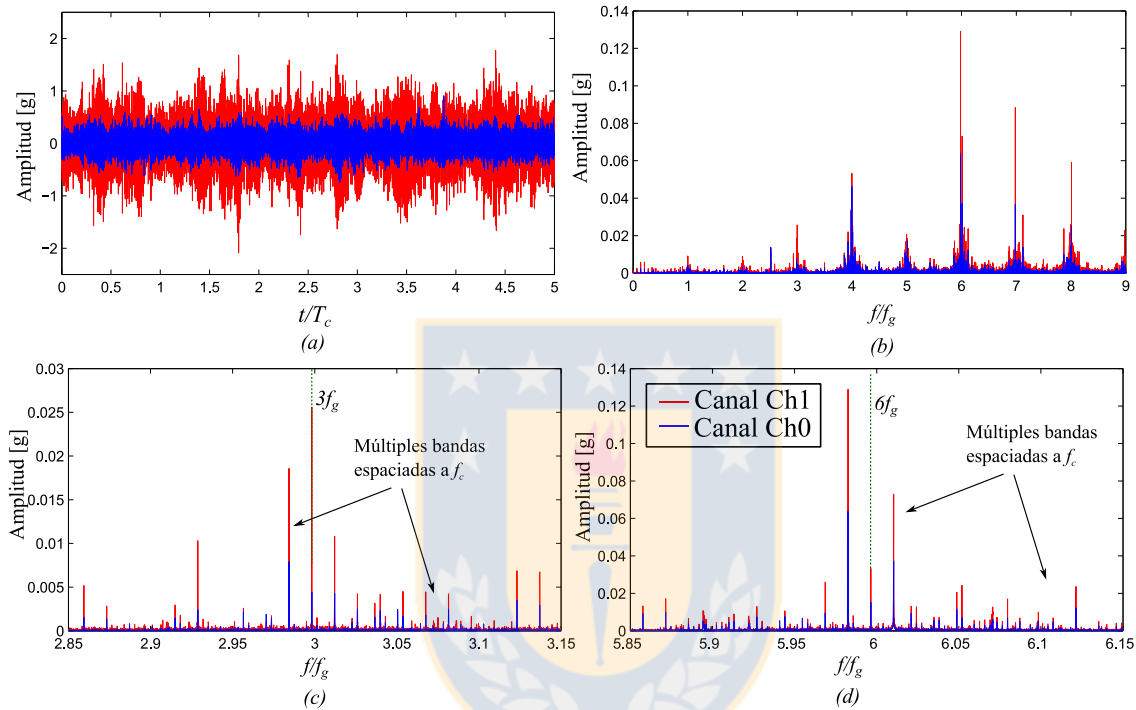 Amplitud [g]
2
1
0
−1
−2
0 0.5 1 1.5 2 2.5 3 3.5 4 4.5 5
t/T_c
(a)
Amplitud [g]
0.14
0.12
0.1
0.08
0.06
0.04
0.02
0
0 1 2 3 4 5 6 7 8 9
f/f_g
(b)
Amplitud [g]
0.03
0.025
0.02
0.015
0.01
0.005
0
3f_g
Múltiples bandas
espaciadas a f_c
2.85 2.9 2.95 3 3.05 3.1 3.15
f/f_g
(c)
Amplitud [g]
0.14
0.12
0.1
0.08
0.06
0.04
0.02
0
Canal Ch1
Canal Ch0
6f_g
Múltiples bandas
espaciadas a f_c
5.85 5.9 5.95 6 6.05 6.1 6.15
f/f_g
(d)